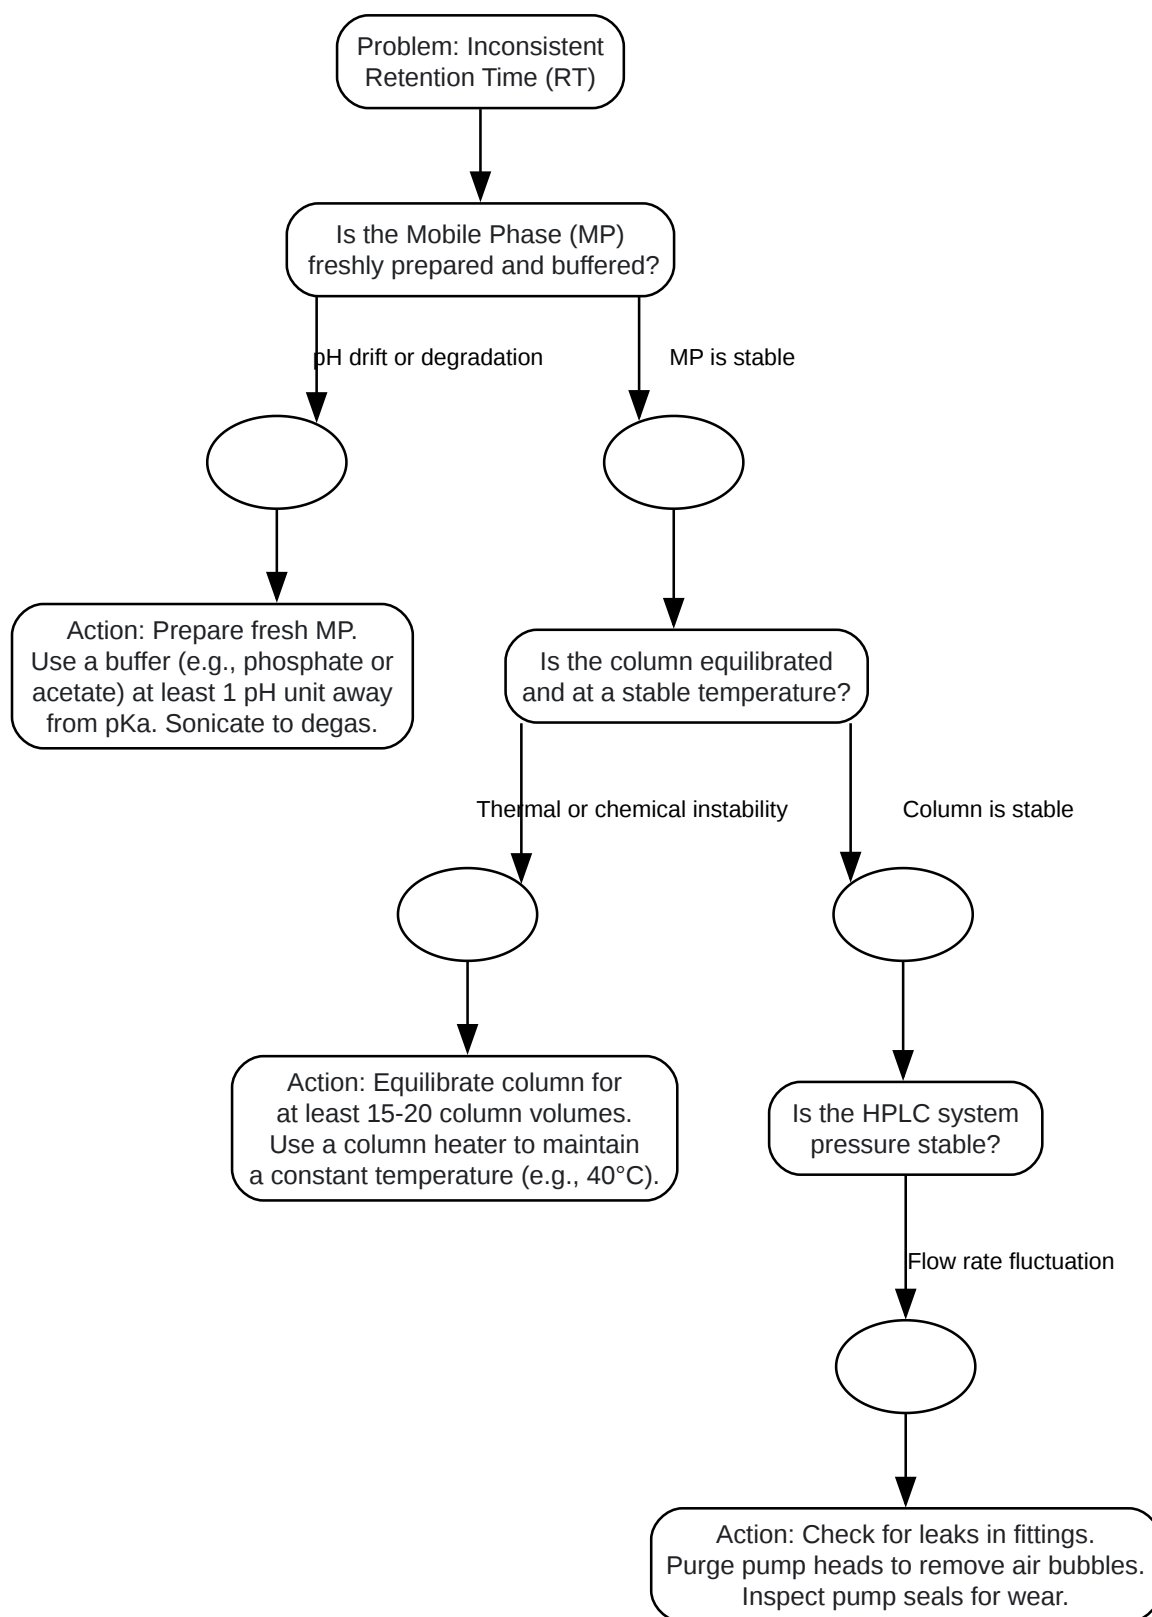 Problem: Inconsistent
Retention Time (RT)
Is the Mobile Phase (MP)
freshly prepared and buffered?
pH drift or degradation
MP is stable
Action: Prepare fresh MP.
Use a buffer (e.g., phosphate or
acetate) at least 1 pH unit away
from pKa. Sonicate to degas.
Is the column equilibrated
and at a stable temperature?
Thermal or chemical instability
Column is stable
Action: Equilibrate column for
at least 15-20 column volumes.
Use a column heater to maintain
a constant temperature (e.g., 40°C).
Is the HPLC system
pressure stable?
Flow rate fluctuation
Action: Check for leaks in fittings.
Purge pump heads to remove air bubbles.
Inspect pump seals for wear.